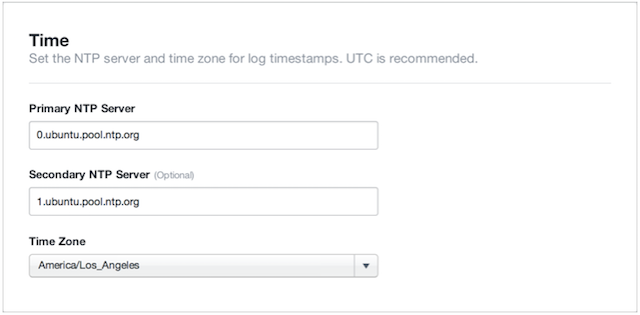 Time
Set the NTP server and time zone for log timestamps. UTC is recommended.
Primary NTP Server
0.ubuntu.pool.ntp.org
Secondary NTP Server (Optional)
1.ubuntu.pool.ntp.org
Time Zone
America/Los_Angeles